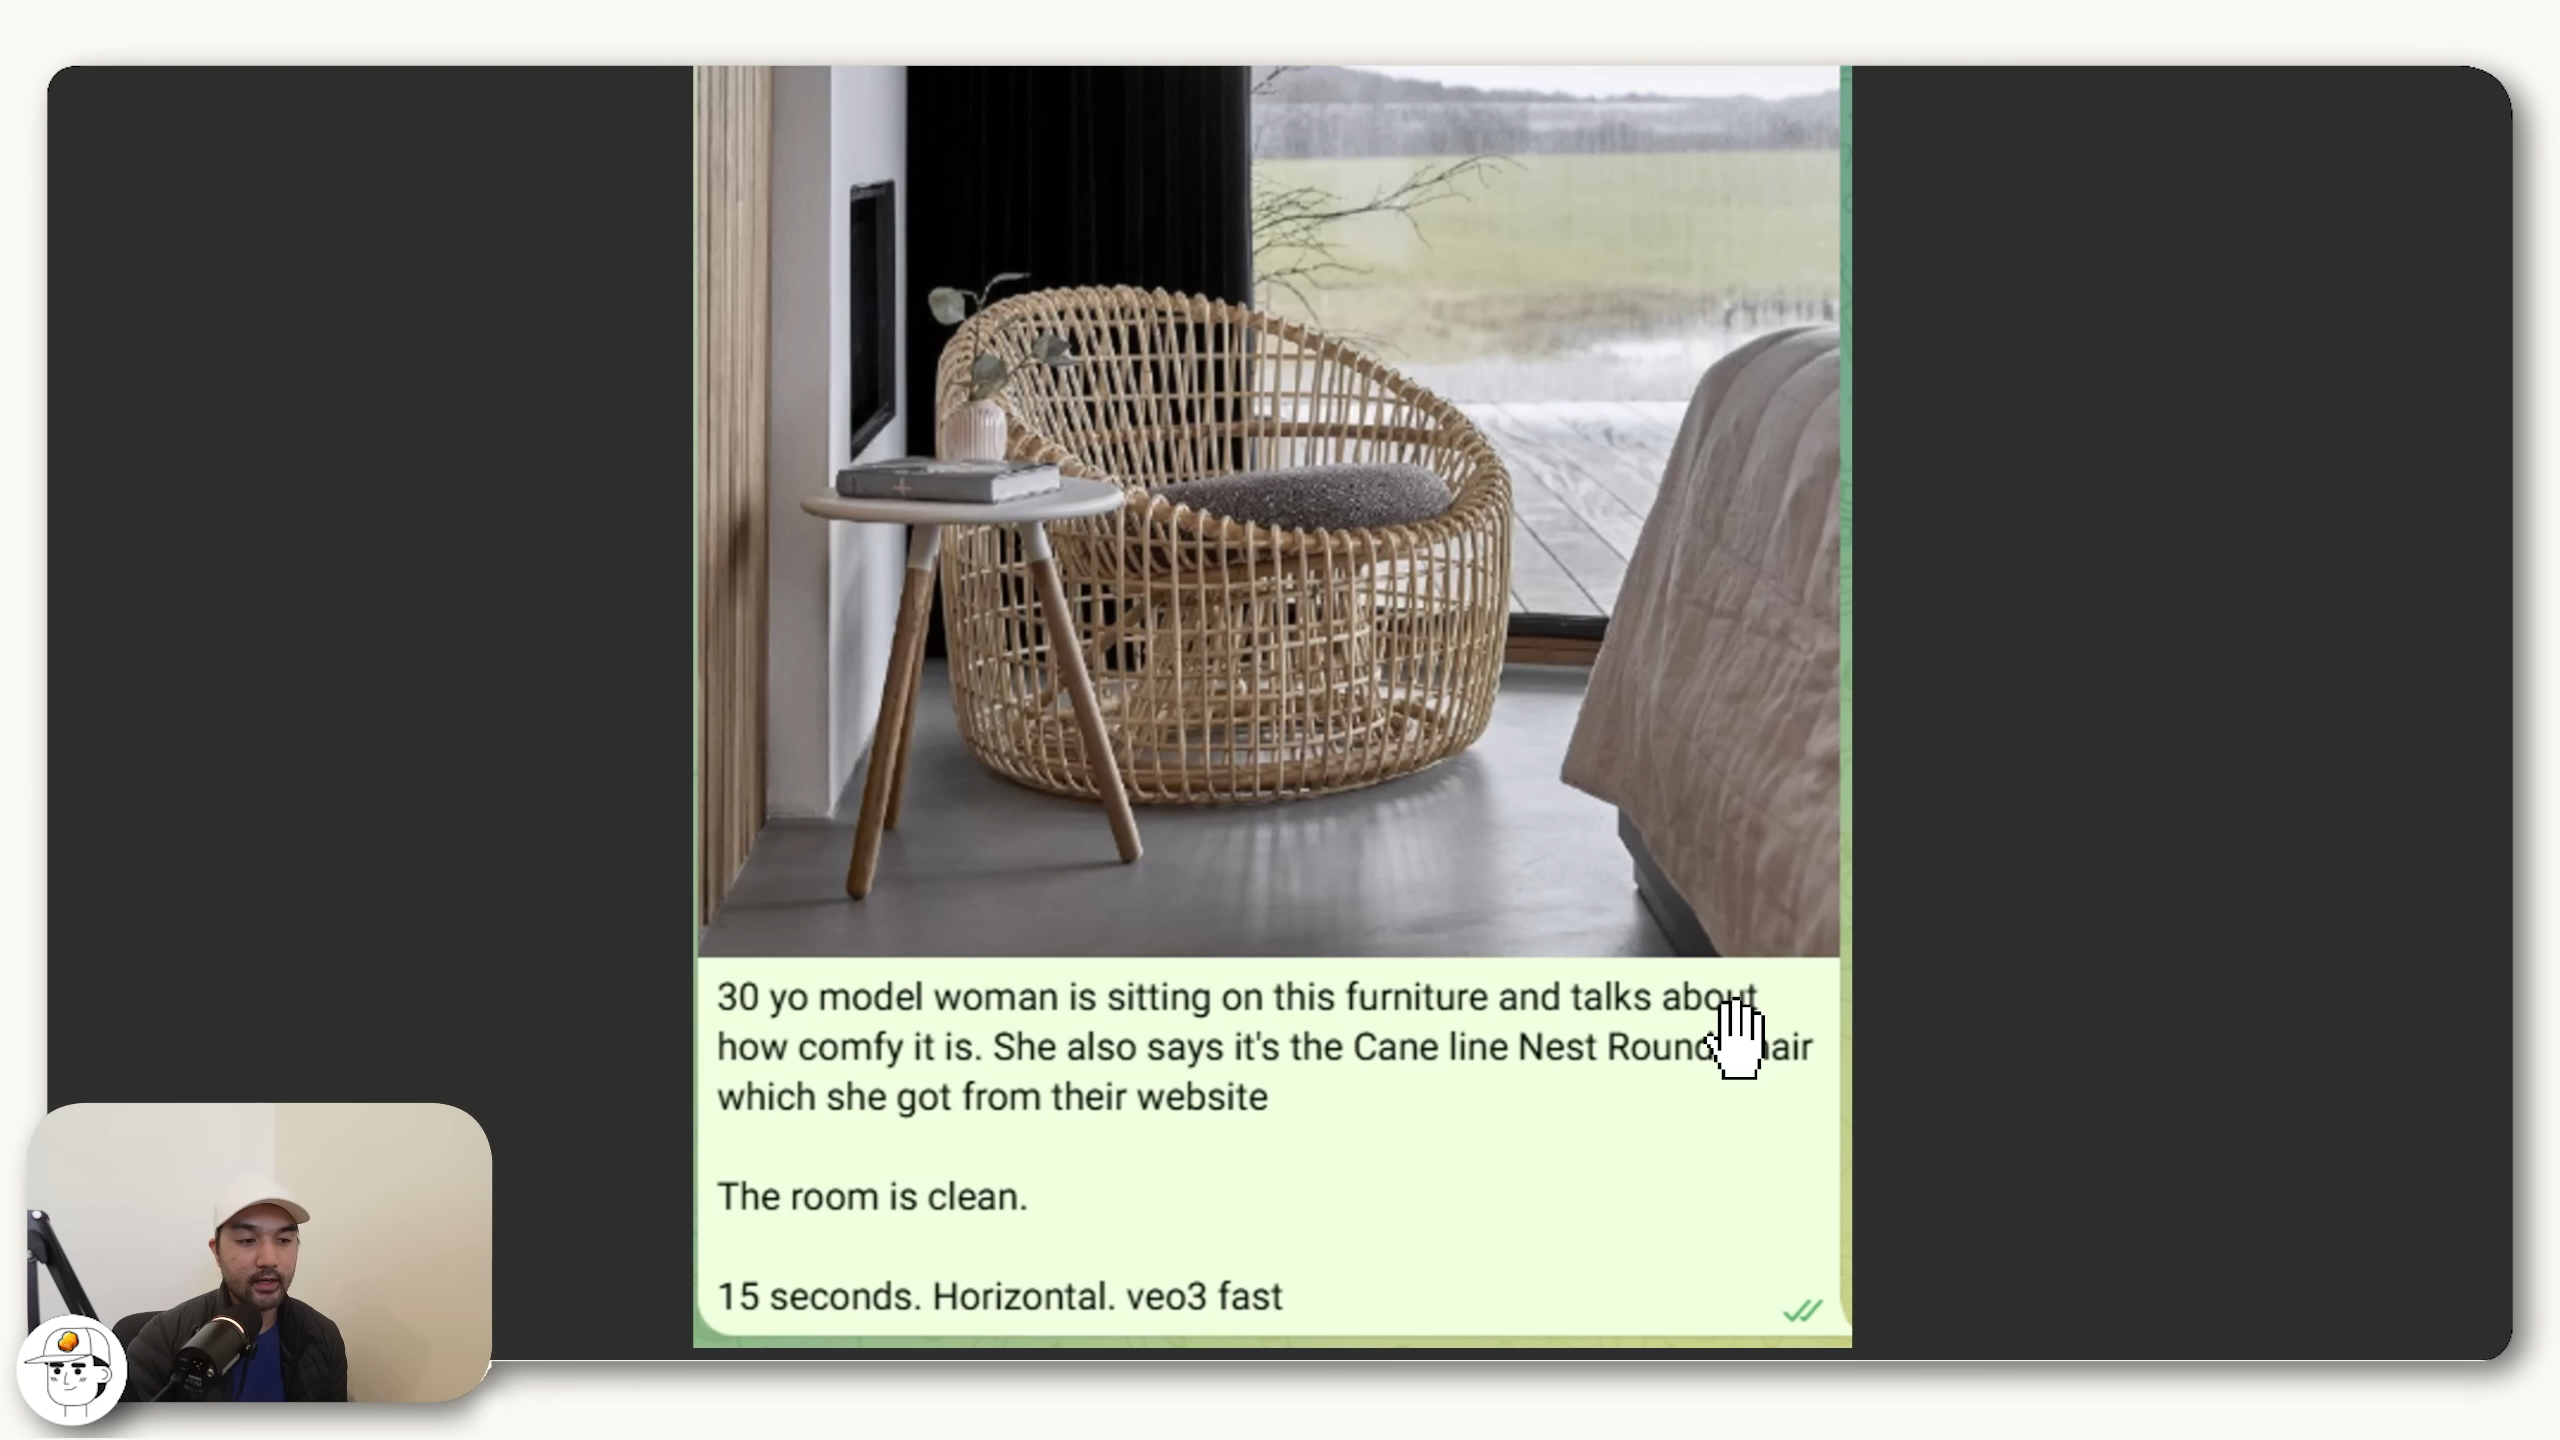 30 yo model woman is sitting on this furniture and talks about
how comfy it is. She also says it's the Cane line Nest Round hair
which she got from their website
The room is clean.
15 seconds. Horizontal. veo3 fast